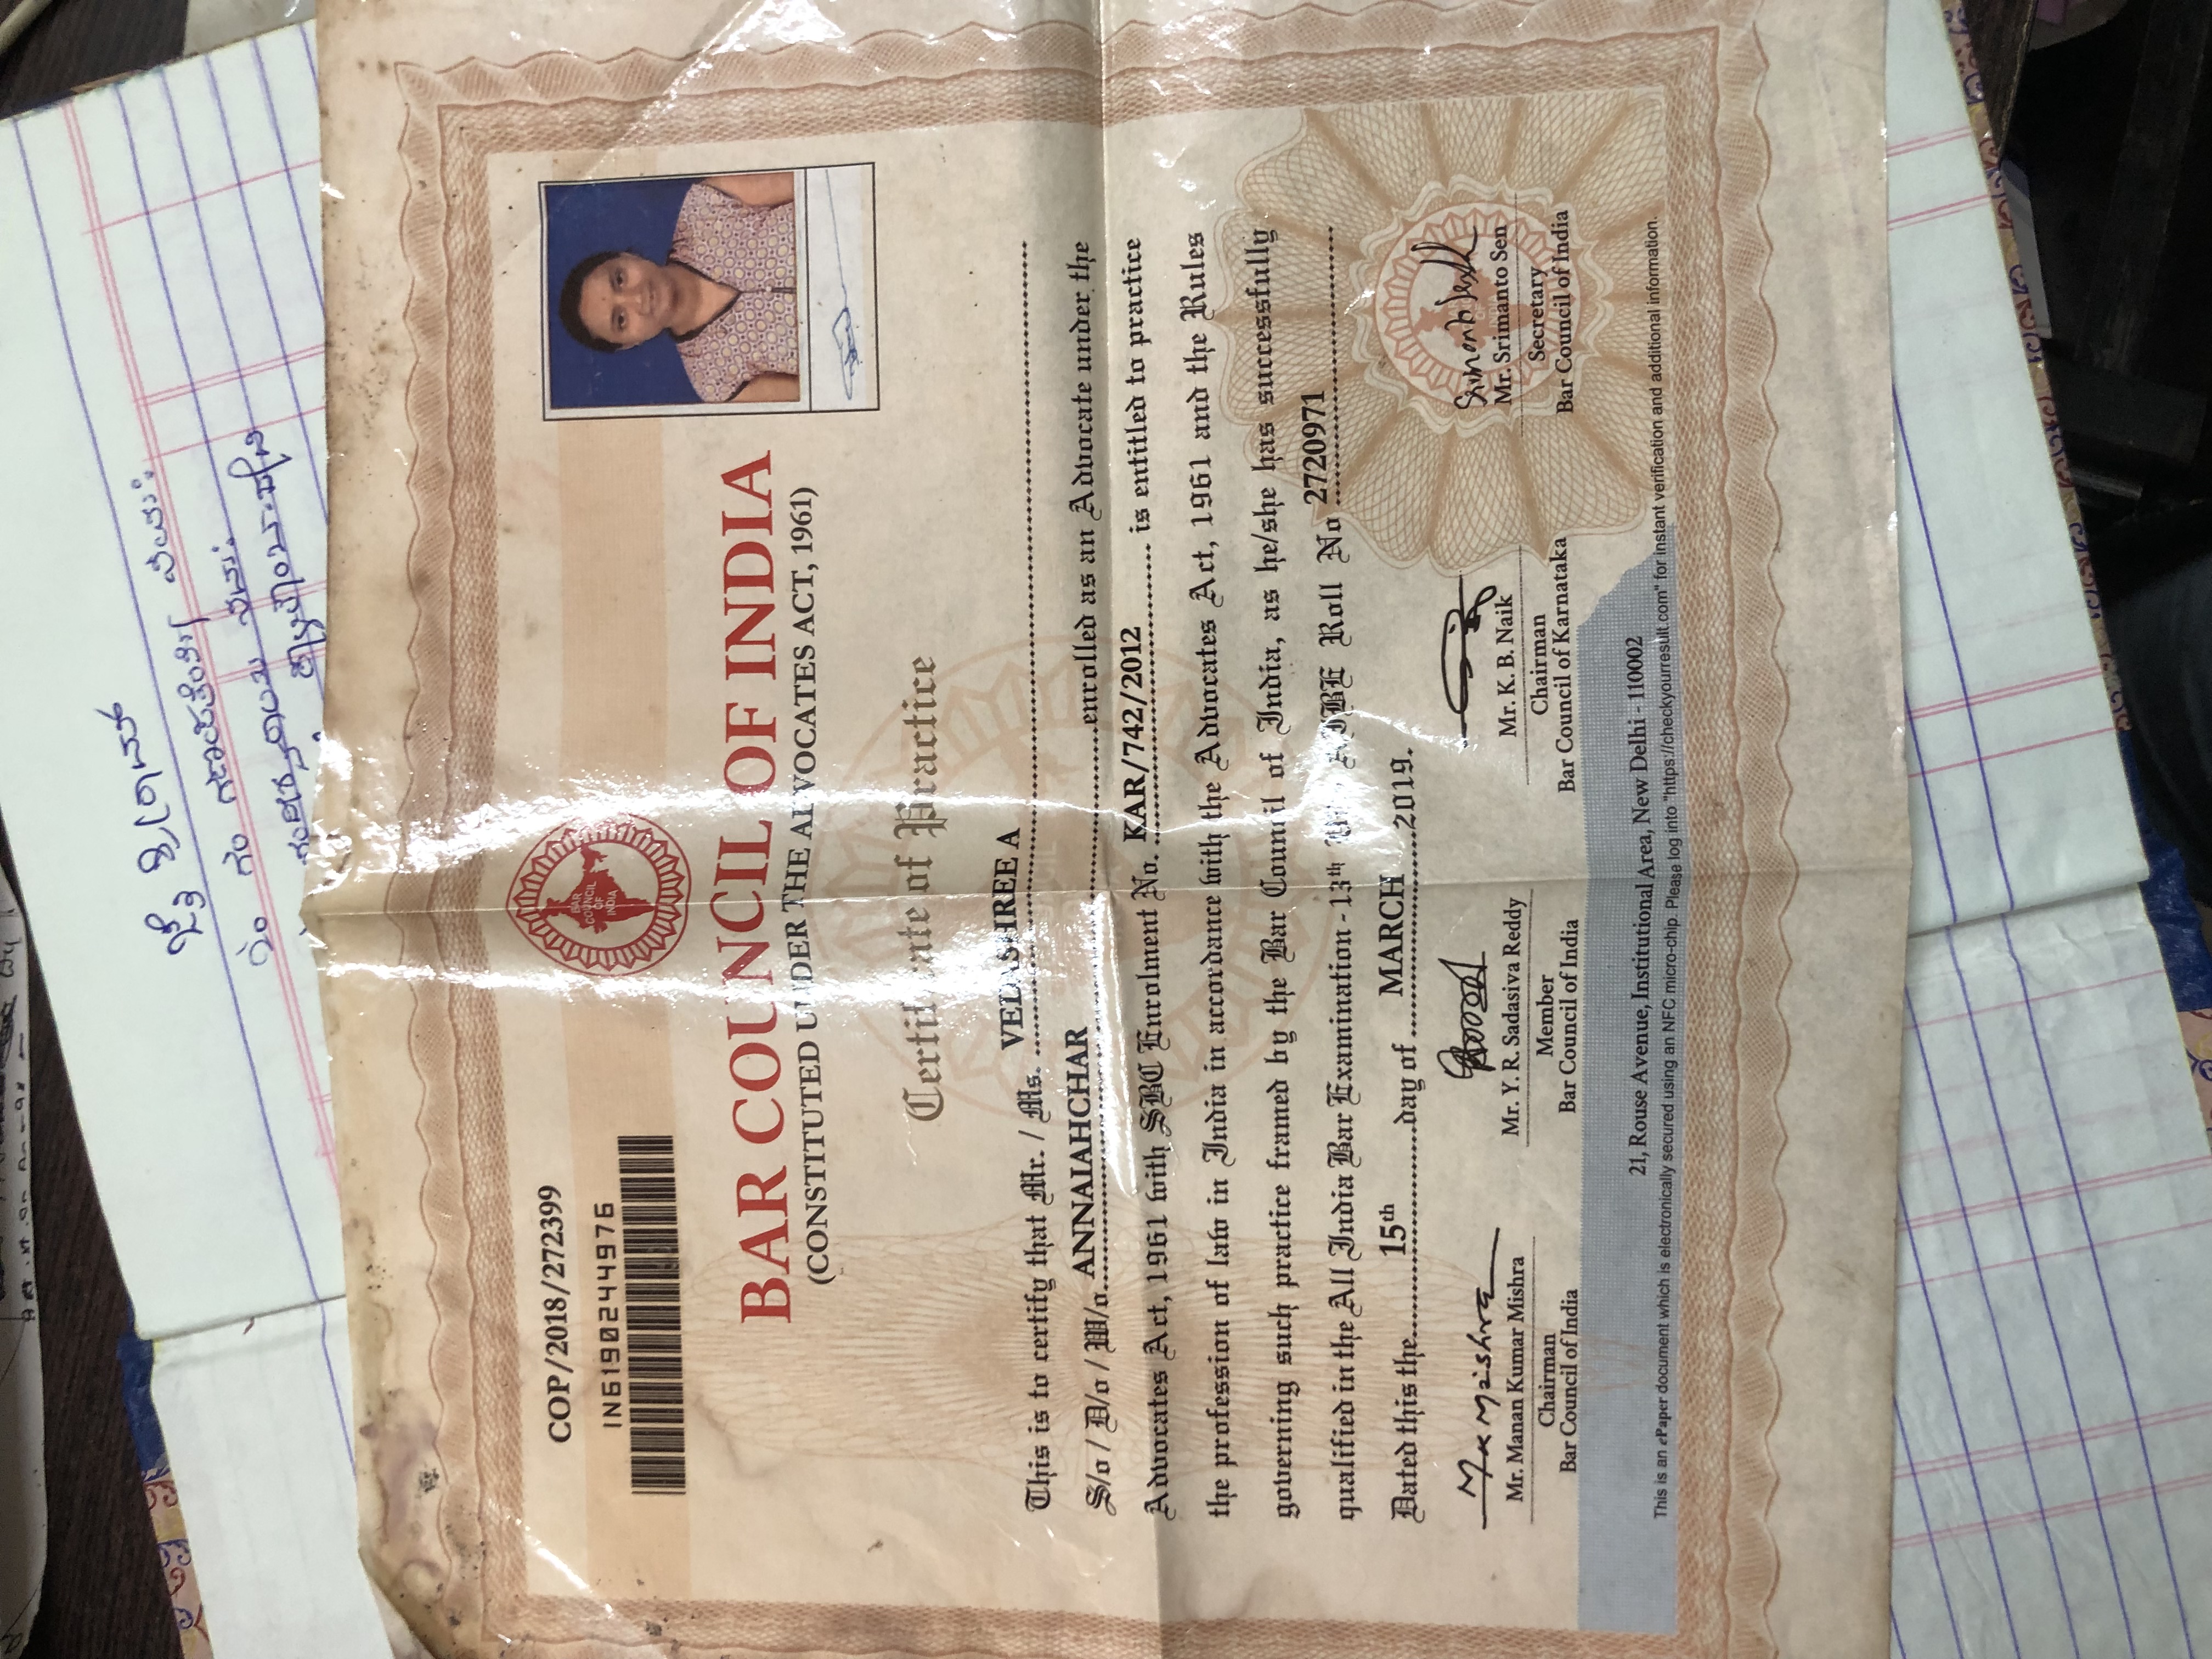 COP/2018/272399
IN61902449​76
BAR COUNCIL OF INDIA
BAR COUNCIL OF INDIA
(CONSTITUTED UNDER THE ADVOCATES ACT, 1961)
Certificate of Practice
This is to certify that Mr. / Ms. VEDASHREE A
S/o / D/o / W/o ANNAIAHCHAR enrolled as an Advocate under the
Advocates Act, 1961 with SBC Enrolment No. KAR/742/2012 is entitled to practice
the profession of law in India in accordance with the Advocates Act, 1961 and the Rules
governing such practice framed by the Bar Council of India, as he/she has successfully
qualified in the All India Bar Examination - 13th AIBE Roll No 2720971
Dated this the 15th day of MARCH 2019.
Mr. Manan Kumar Mishra
Chairman
Bar Council of India
Mr. Y. R. Sadasiva Reddy
Member
Bar Council of India
Mr. K. B. Naik
Chairman
Bar Council of Karnataka
Mr. Srimanto Sen
Secretary
Bar Council of India
21, Rouse Avenue, Institutional Area, New Delhi - 110002
This is an ePaper document which is electronically secured using an NFC micro-chip. Please log into "https://checkyourresult.com" for instant verification and additional information.